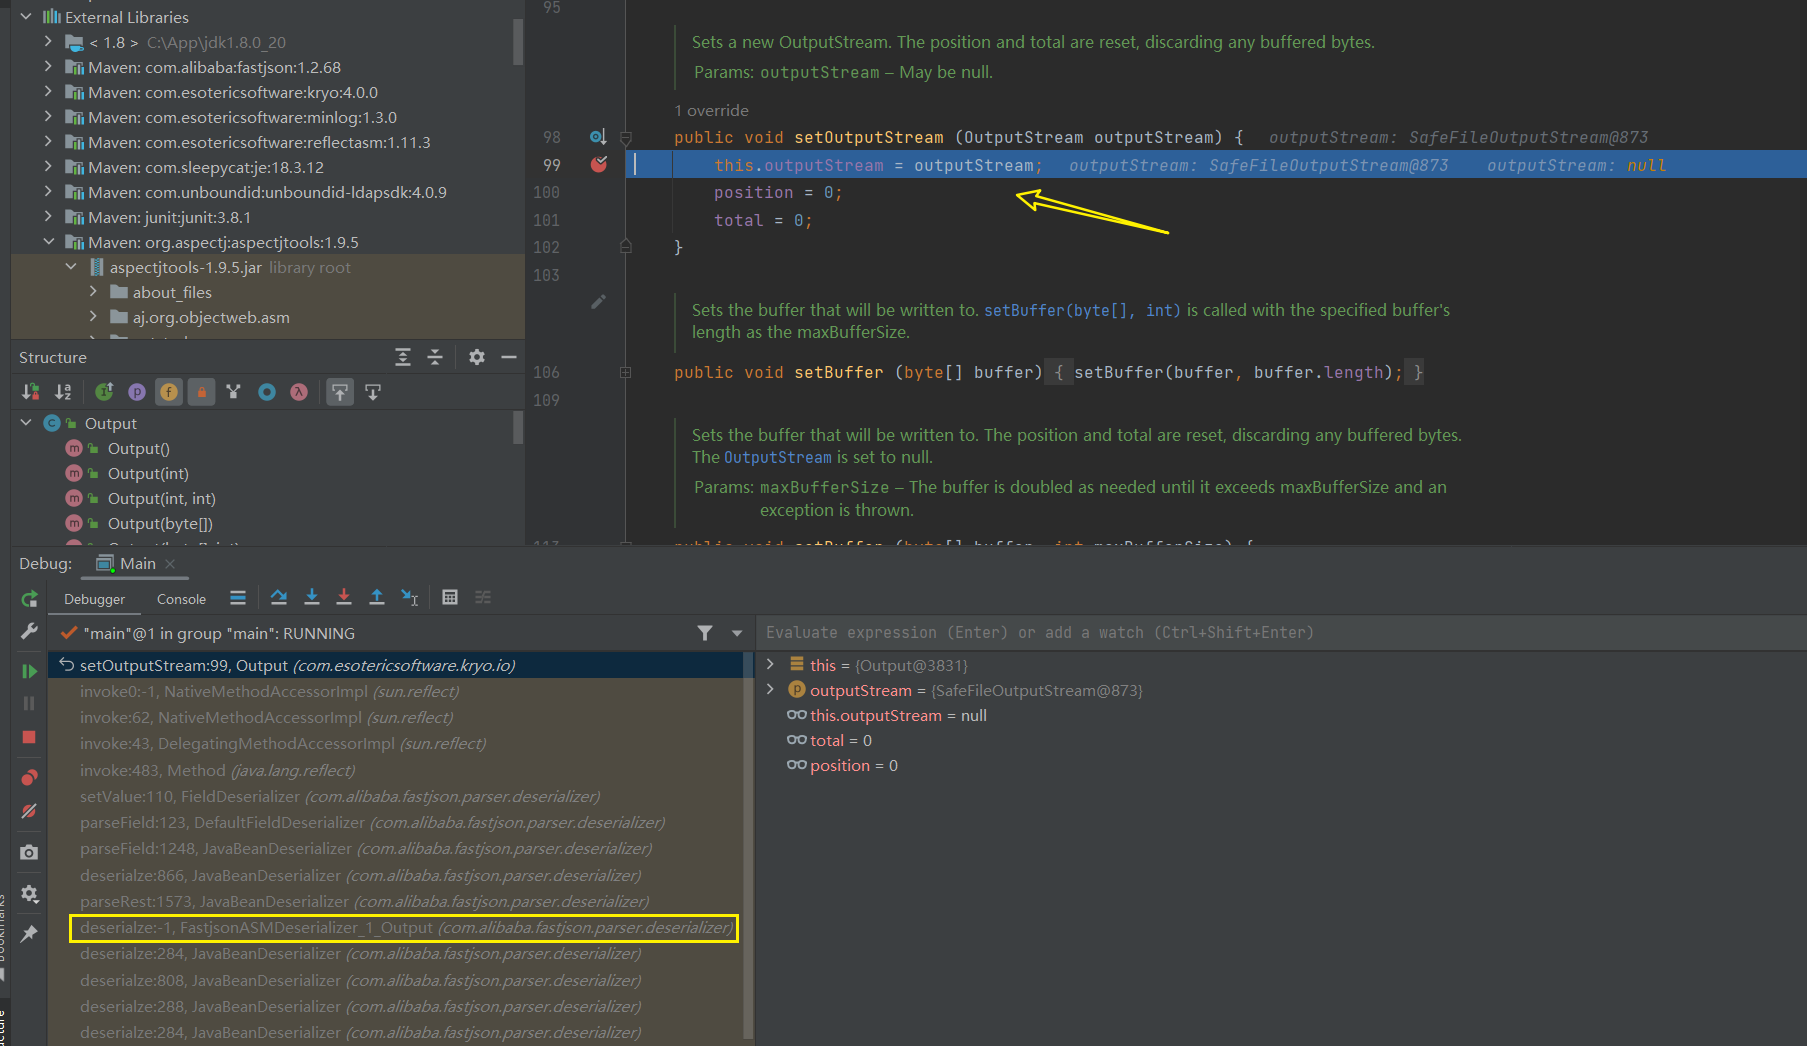 External Libraries
< 1.8 > C:\App\jdk1.8.0_20
Maven: com.alibaba:fastjson:1.2.68
Maven: com.esotericsoftware:kryo:4.0.0
Maven: com.esotericsoftware:minlog:1.3.0
Maven: com.esotericsoftware:reflectasm:1.11.3
Maven: com.sleepycat:je:18.3.12
Maven: com.unboundid:unboundid-ldapsdk:4.0.9
Maven: junit:junit:3.8.1
Maven: org.aspectj:aspectjtools:1.9.5
aspectjtools-1.9.5.jar library root
about_files
aj.org.objectweb.asm
Structure
Output
Output()
Output(int)
Output(int, int)
Output(byte[])
95
Sets a new OutputStream. The position and total are reset, discarding any buffered bytes.
Params: outputStream – May be null.
1 override
98 public void setOutputStream (OutputStream outputStream) { outputStream: SafeFileOutputStream@873
99 this.outputStream = outputStream; outputStream: SafeFileOutputStream@873 outputStream: null
100 position = 0;
101 total = 0;
102 }
103
Sets the buffer that will be written to. setBuffer(byte[], int) is called with the specified buffer's
length as the maxBufferSize.
106 public void setBuffer (byte[] buffer) { setBuffer(buffer, buffer.length); }
109
Sets the buffer that will be written to. The position and total are reset, discarding any buffered bytes.
The OutputStream is set to null.
Params: maxBufferSize – The buffer is doubled as needed until it exceeds maxBufferSize and an
exception is thrown.
113 public void setBuffer (byte[] buffer, int maxBufferSize) {
Debug: Main
Debugger Console
"main"@1 in group "main": RUNNING
setOutputStream:99, Output (com.esotericsoftware.kryo.io)
invoke0:-1, NativeMethodAccessorImpl (sun.reflect)
invoke:62, NativeMethodAccessorImpl (sun.reflect)
invoke:43, DelegatingMethodAccessorImpl (sun.reflect)
invoke:483, Method (java.lang.reflect)
setValue:110, FieldDeserializer (com.alibaba.fastjson.parser.deserializer)
parseField:123, DefaultFieldDeserializer (com.alibaba.fastjson.parser.deserializer)
parseField:1248, JavaBeanDeserializer (com.alibaba.fastjson.parser.deserializer)
deserialze:866, JavaBeanDeserializer (com.alibaba.fastjson.parser.deserializer)
parseRest:1573, JavaBeanDeserializer (com.alibaba.fastjson.parser.deserializer)
deserialze:-1, FastjsonASMDeserializer_1_Output (com.alibaba.fastjson.parser.deserializer)
deserialze:284, JavaBeanDeserializer (com.alibaba.fastjson.parser.deserializer)
deserialze:808, JavaBeanDeserializer (com.alibaba.fastjson.parser.deserializer)
deserialze:288, JavaBeanDeserializer (com.alibaba.fastjson.parser.deserializer)
deserialze:284, JavaBeanDeserializer (com.alibaba.fastjson.parser.deserializer)
Evaluate expression (Enter) or add a watch (Ctrl+Shift+Enter)
this = {Output@3831}
outputStream = {SafeFileOutputStream@873}
this.outputStream = null
total = 0
position = 0